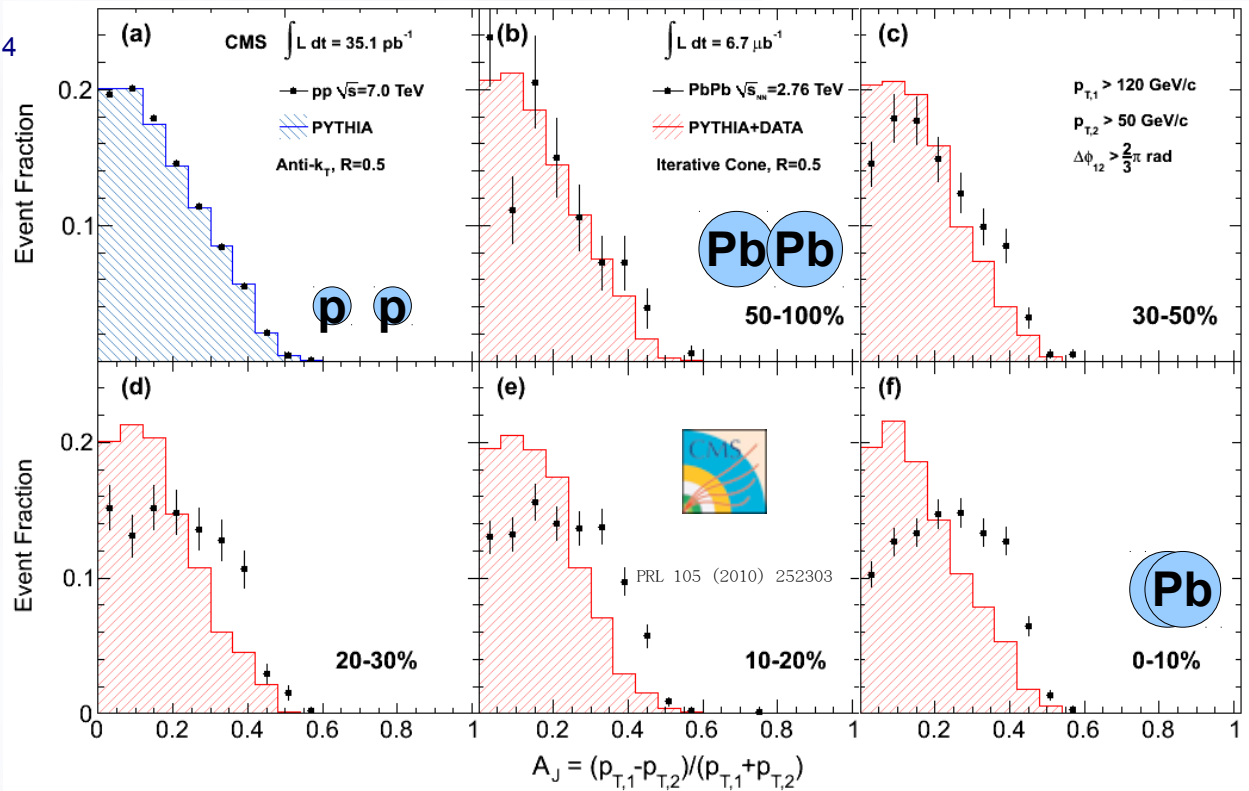 4
(a)
CMS ∫L dt = 35.1 pb⁻¹
pp √s=7.0 TeV
PYTHIA
Anti-k_T, R=0.5
p p
(b)
∫L dt = 6.7 μb⁻¹
PbPb √s_NN=2.76 TeV
PYTHIA+DATA
Iterative Cone, R=0.5
Pb Pb
50-100%
(c)
p_T,1 > 120 GeV/c
p_T,2 > 50 GeV/c
Δϕ_12 > 2/3 π rad
30-50%
Event Fraction
0.2
0.1
(d)
20-30%
(e)
CMS
PRL 105 (2010) 252303
10-20%
(f)
Pb
0-10%
Event Fraction
0.2
0.1
0
0 0.2 0.4 0.6 0.8 1
0.2 0.4 0.6 0.8 1
0.2 0.4 0.6 0.8 1
A_J = (p_T,1-p_T,2)/(p_T,1+p_T,2)